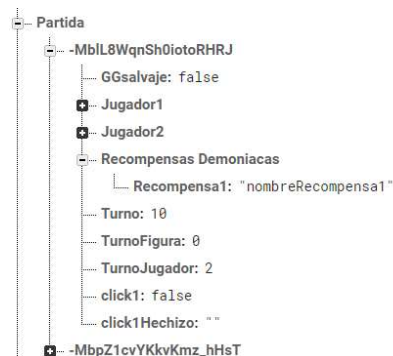 Partida
-MblL8WqnSh0iotoRHRJ
GGsalvaje: false
Jugador1
Jugador2
Recompensas Demoniacas
Recompensa1: "nombreRecompensa1"
Turno: 10
TurnoFigura: 0
TurnoJugador: 2
click1: false
click1Hechizo: ""
-MbpZ1cvYKkvKmz_hHsT